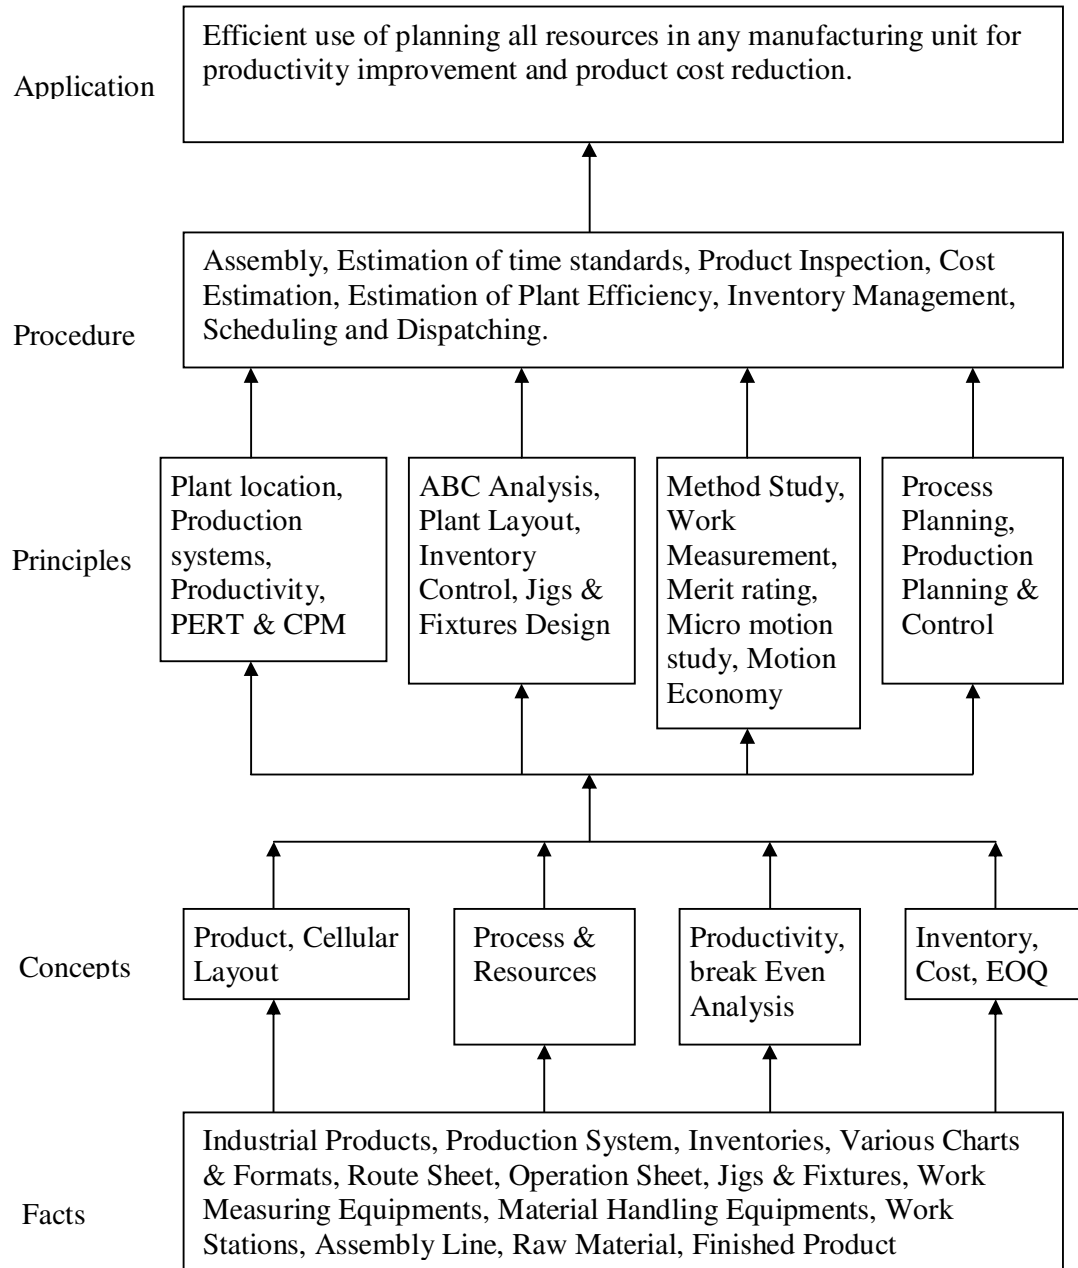 Application
Efficient use of planning all resources in any manufacturing unit for
productivity improvement and product cost reduction.
Procedure
Assembly, Estimation of time standards, Product Inspection, Cost
Estimation, Estimation of Plant Efficiency, Inventory Management,
Scheduling and Dispatching.
Principles
Plant location,
Production
systems,
Productivity,
PERT & CPM
ABC Analysis,
Plant Layout,
Inventory
Control, Jigs &
Fixtures Design
Method Study,
Work
Measurement,
Merit rating,
Micro motion
study, Motion
Economy
Process
Planning,
Production
Planning &
Control
Concepts
Product, Cellular
Layout
Process &
Resources
Productivity,
break Even
Analysis
Inventory,
Cost, EOQ
Facts
Industrial Products, Production System, Inventories, Various Charts
& Formats, Route Sheet, Operation Sheet, Jigs & Fixtures, Work
Measuring Equipments, Material Handling Equipments, Work
Stations, Assembly Line, Raw Material, Finished Product